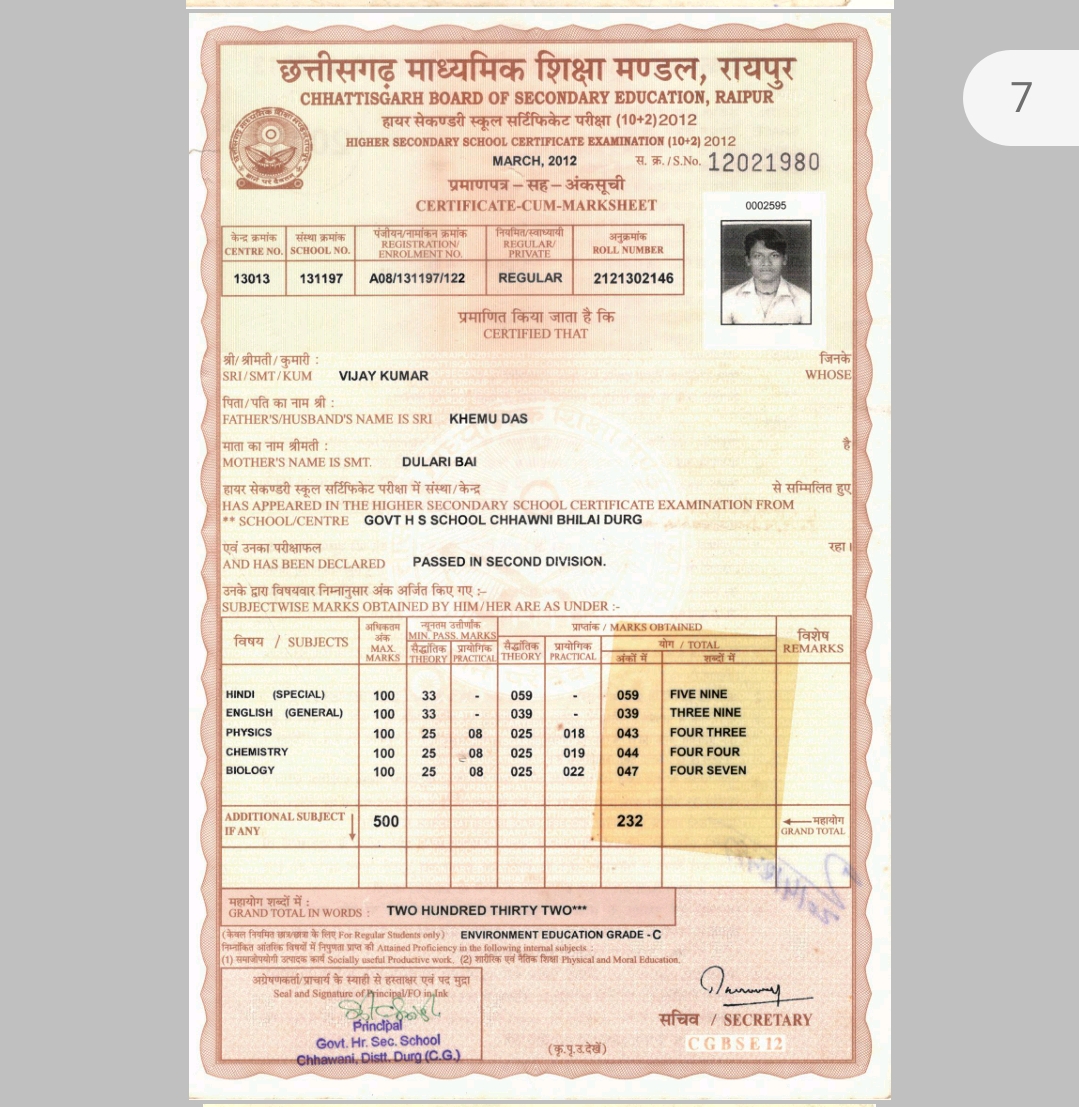 7
छत्तीसगढ़ माध्यमिक शिक्षा मण्डल, रायपुर
CHHATTISGARH BOARD OF SECONDARY EDUCATION, RAIPUR
हायर सेकण्डरी स्कूल सर्टिफिकेट परीक्षा (10+2) 2012
HIGHER SECONDARY SCHOOL CERTIFICATE EXAMINATION (10+2) 2012
MARCH, 2012 स. क्र. / S.No. 12021980
प्रमाणपत्र – सह – अंकसूची
CERTIFICATE-CUM-MARKSHEET
0002595
केन्द्र क्रमांक संस्था क्रमांक पंजीयन/नामांकन क्रमांक नियमित/स्वाध्यायी अनुक्रमांक
CENTRE NO. SCHOOL NO. REGISTRATION/ ENROLMENT NO. REGULAR/ PRIVATE ROLL NUMBER
13013 131197 A08/131197/122 REGULAR 2121302146
प्रमाणित किया जाता है कि
CERTIFIED THAT
श्री/ श्रीमती/ कुमारी : जिनके
SRI/SMT/KUM VIJAY KUMAR WHOSE
पिता/पति का नाम श्री :
FATHER'S/HUSBAND'S NAME IS SRI KHEMU DAS
माता का नाम श्रीमती : है
MOTHER'S NAME IS SMT. DULARI BAI
हायर सेकण्डरी स्कूल सर्टिफिकेट परीक्षा में संस्था/केन्द्र से सम्मिलित हुए
HAS APPEARED IN THE HIGHER SECONDARY SCHOOL CERTIFICATE EXAMINATION FROM
** SCHOOL/CENTRE GOVT H S SCHOOL CHHAWNI BHILAI DURG
एवं उनका परीक्षाफल रहा।
AND HAS BEEN DECLARED PASSED IN SECOND DIVISION.
उनके द्वारा विषयवार निम्नानुसार अंक अर्जित किए गए :–
SUBJECTWISE MARKS OBTAINED BY HIM/HER ARE AS UNDER :-
विषय / SUBJECTS अधिकतम अंक MAX. MARKS न्यूनतम उत्तीर्णांक MIN. PASS. MARKS प्राप्तांक / MARKS OBTAINED विशेष REMARKS
सैद्धांतिक THEORY प्रायोगिक PRACTICAL सैद्धांतिक THEORY प्रायोगिक PRACTICAL योग / TOTAL
अंकों में शब्दों में
HINDI (SPECIAL) 100 33 - 059 - 059 FIVE NINE
ENGLISH (GENERAL) 100 33 - 039 - 039 THREE NINE
PHYSICS 100 25 08 025 018 043 FOUR THREE
CHEMISTRY 100 25 08 025 019 044 FOUR FOUR
BIOLOGY 100 25 08 025 022 047 FOUR SEVEN
ADDITIONAL SUBJECT IF ANY 500 232 महायोग GRAND TOTAL
महायोग शब्दों में :
GRAND TOTAL IN WORDS : TWO HUNDRED THIRTY TWO***
(केवल नियमित छात्र/छात्रा के लिए For Regular Students only) ENVIRONMENT EDUCATION GRADE - C
निम्नांकित आंतरिक विषयों में निपुणता प्राप्त की Attained Proficiency in the following internal subjects :
(1) समाजोपयोगी उत्पादक कार्य Socially useful Productive work, (2) शारीरिक एवं नैतिक शिक्षा Physical and Moral Education.
अग्रेषणकर्ता/प्राचार्य के स्याही से हस्ताक्षर एवं पद मुद्रा
Seal and Signature of Principal/FO in Ink
Principal
Govt. Hr. Sec. School
Chhawani, Distt. Durg (C.G.)
सचिव / SECRETARY
CGBSE12
(कृ.पृ.उ.देखें)